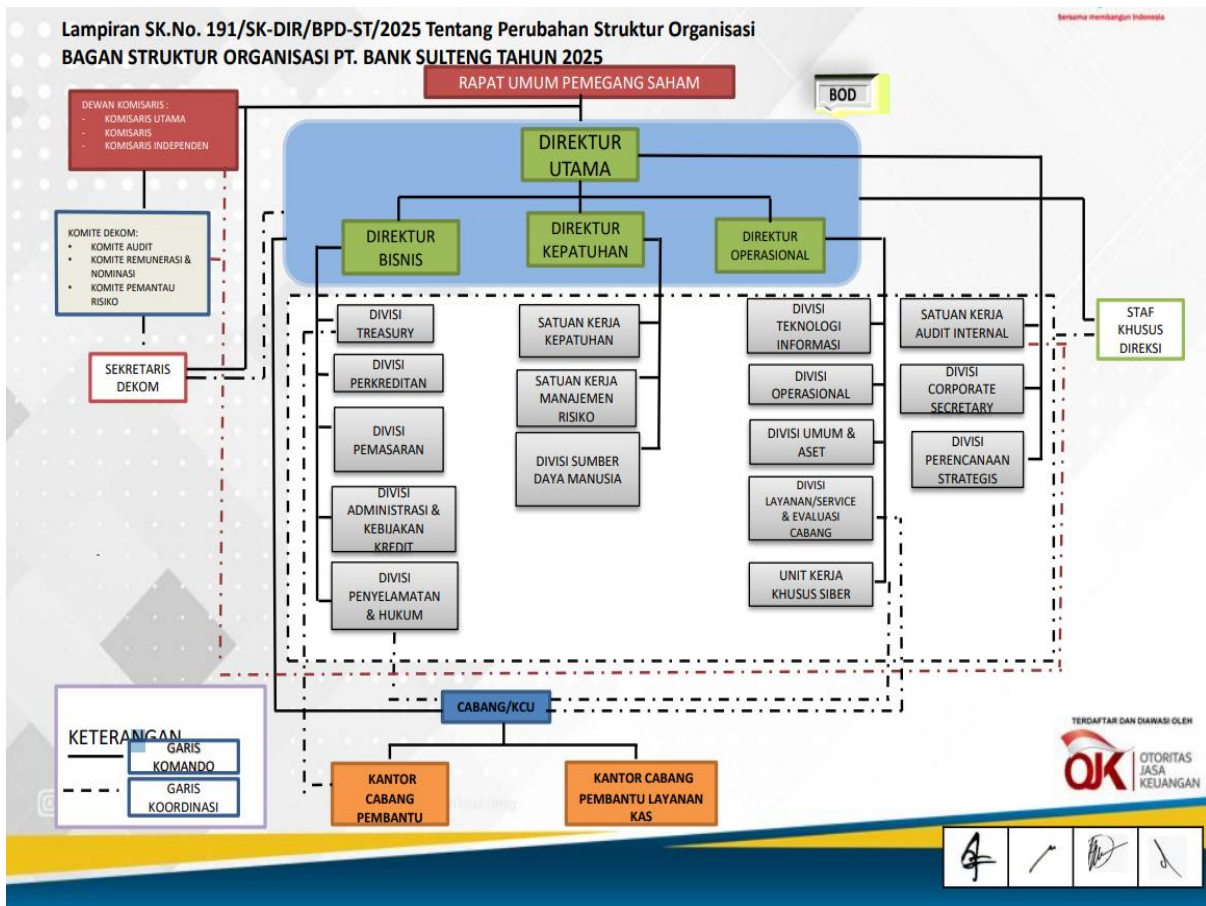 bersama membangun Indonesia
Lampiran SK.No. 191/SK-DIR/BPD-ST/2025 Tentang Perubahan Struktur Organisasi
BAGAN STRUKTUR ORGANISASI PT. BANK SULTENG TAHUN 2025
RAPAT UMUM PEMEGANG SAHAM
BOD
DEWAN KOMISARIS :
- KOMISARIS UTAMA
- KOMISARIS
- KOMISARIS INDEPENDEN
DIREKTUR
UTAMA
KOMITE DEKOM:
• KOMITE AUDIT
• KOMITE REMUNERASI &
NOMINASI
• KOMITE PEMANTAU
RISIKO
DIREKTUR
BISNIS
DIREKTUR
KEPATUHAN
DIREKTUR
OPERASIONAL
SEKRETARIS
DEKOM
STAF
KHUSUS
DIREKSI
DIVISI
TREASURY
DIVISI
PERKREDITAN
DIVISI
PEMASARAN
DIVISI
ADMINISTRASI &
KEBIJAKAN
KREDIT
DIVISI
PENYELAMATAN
& HUKUM
SATUAN KERJA
KEPATUHAN
SATUAN KERJA
MANAJEMEN
RISIKO
DIVISI SUMBER
DAYA MANUSIA
DIVISI
TEKNOLOGI
INFORMASI
DIVISI
OPERASIONAL
DIVISI UMUM &
ASET
DIVISI
LAYANAN/SERVICE
& EVALUASI
CABANG
UNIT KERJA
KHUSUS SIBER
SATUAN KERJA
AUDIT INTERNAL
DIVISI
CORPORATE
SECRETARY
DIVISI
PERENCANAAN
STRATEGIS
CABANG/KCU
KANTOR
CABANG
PEMBANTU
KANTOR CABANG
PEMBANTU LAYANAN
KAS
KETERANGAN
GARIS
KOMANDO
GARIS
KOORDINASI
TERDAFTAR DAN DIAWASI OLEH
OJK
OTORITAS
JASA
KEUANGAN